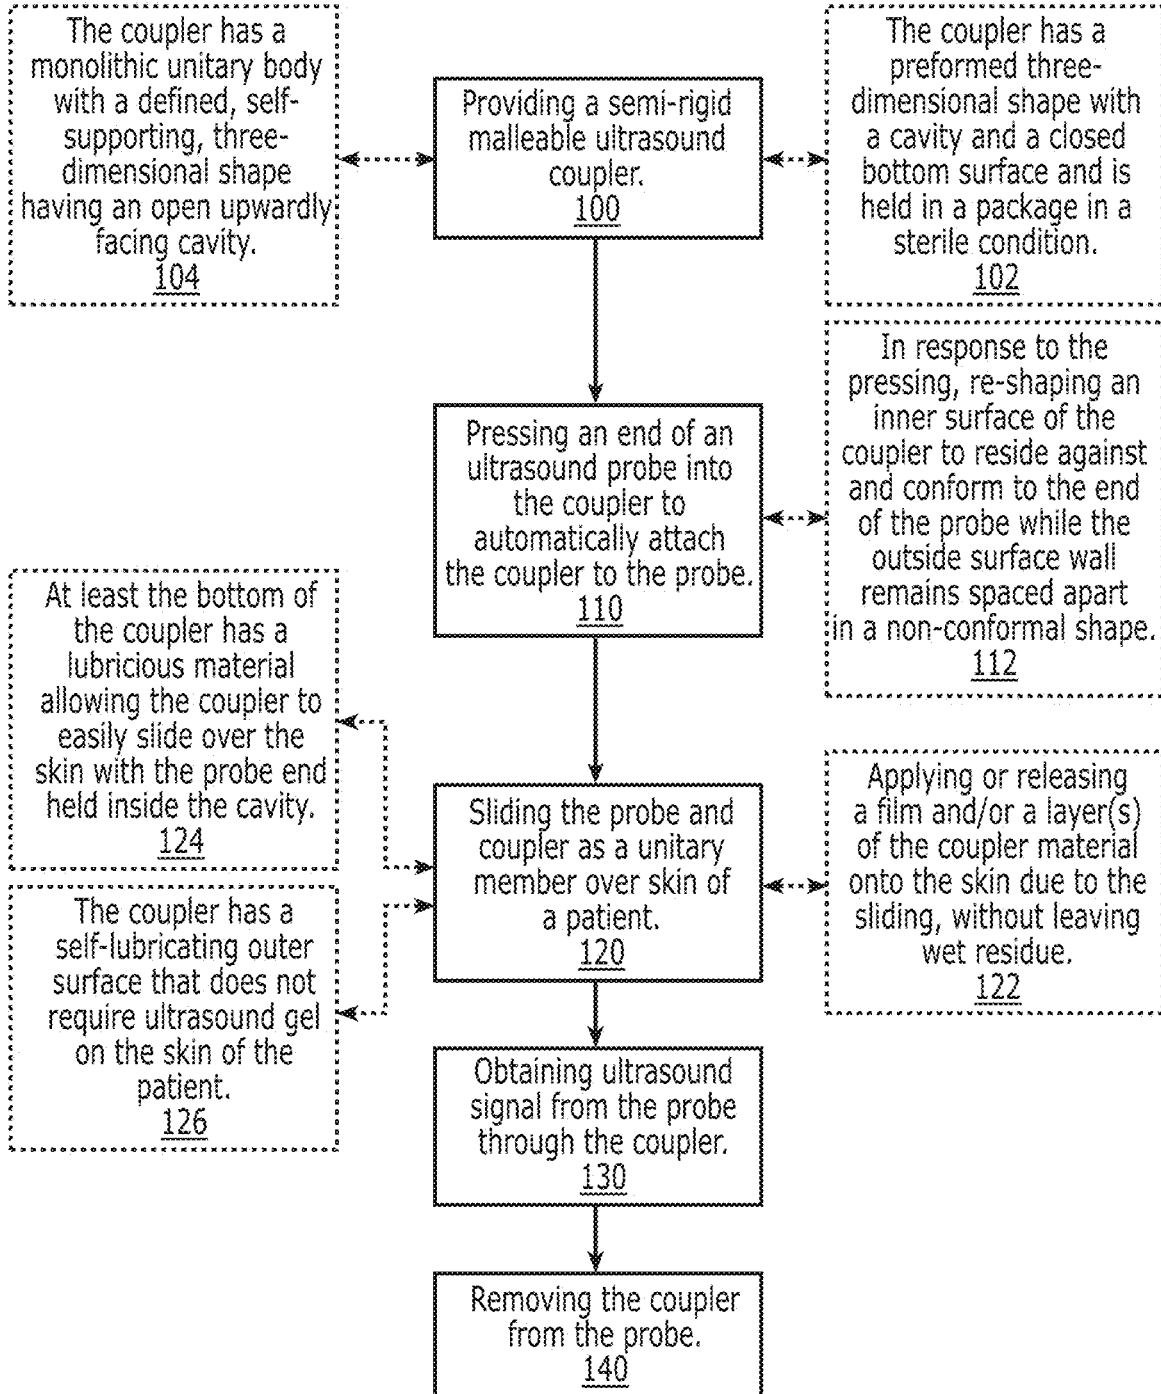 The coupler has a
monolithic unitary body
with a defined, self-
supporting, three-
dimensional shape
having an open upwardly
facing cavity.
104
Providing a semi-rigid
malleable ultrasound
coupler.
100
The coupler has a
preformed three-
dimensional shape with
a cavity and a closed
bottom surface and is
held in a package in a
sterile condition.
102
Pressing an end of an
ultrasound probe into
the coupler to
automatically attach
the coupler to the probe.
110
In response to the
pressing, re-shaping an
inner surface of the
coupler to reside against
and conform to the end
of the probe while the
outside surface wall
remains spaced apart
in a non-conformal shape.
112
At least the bottom of
the coupler has a
lubricious material
allowing the coupler to
easily slide over the
skin with the probe end
held inside the cavity.
124
Sliding the probe and
coupler as a unitary
member over skin of
a patient.
120
Applying or releasing
a film and/or a layer(s)
of the coupler material
onto the skin due to the
sliding, without leaving
wet residue.
122
The coupler has a
self-lubricating outer
surface that does not
require ultrasound gel
on the skin of the
patient.
126
Obtaining ultrasound
signal from the probe
through the coupler.
130
Removing the coupler
from the probe.
140